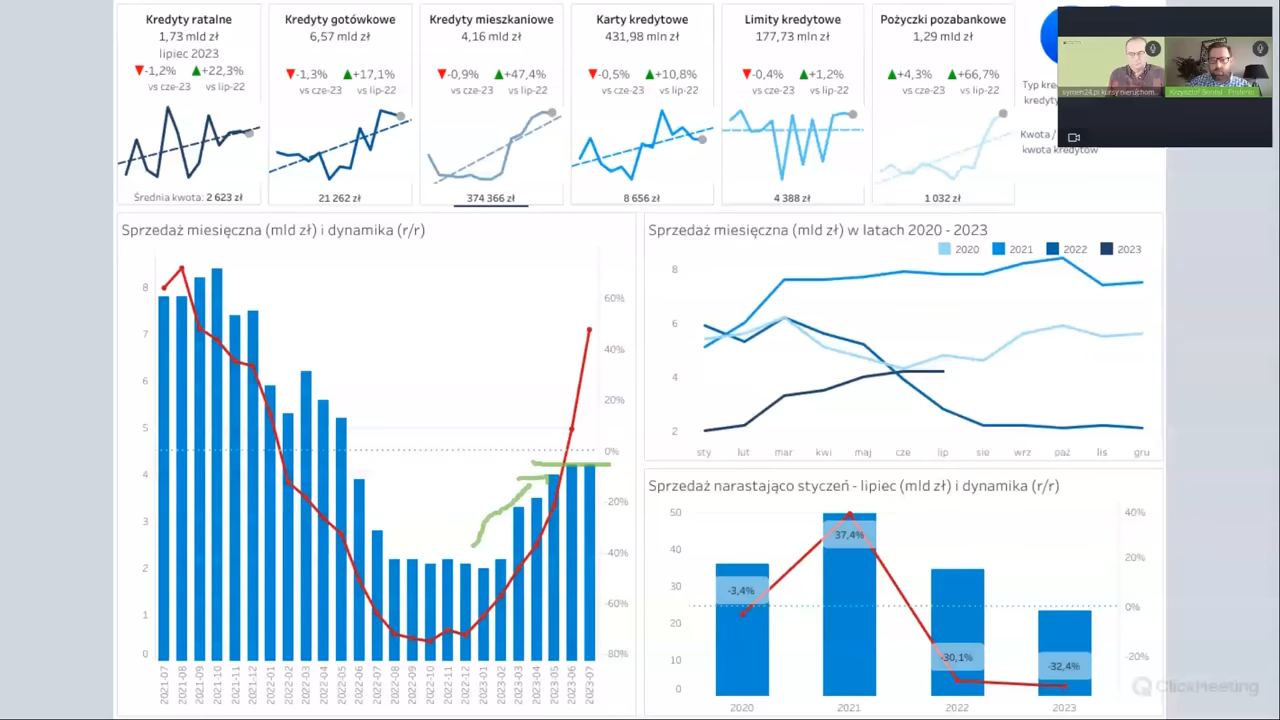 Kredyty ratalne
1,73 mld zł
lipiec 2023
-1,2% +22,3%
vs cze-23 vs lip-22
Średnia kwota: 2 623 zł
Kredyty gotówkowe
6,57 mld zł
-1,3% +17,1%
vs cze-23 vs lip-22
21 262 zł
Kredyty mieszkaniowe
4,16 mld zł
-0,9% +47,4%
vs cze-23 vs lip-22
374 366 zł
Karty kredytowe
431,98 mln zł
-0,5% +10,8%
vs cze-23 vs lip-22
8 656 zł
Limity kredytowe
177,73 mln zł
-0,4% +1,2%
vs cze-23 vs lip-22
4 388 zł
Pożyczki pozabankowe
1,29 mld zł
+4,3% +66,7%
vs cze-23 vs lip-22
1 032 zł
Typ kre
kredyty
Kwota /
kwota kredytów
Sprzedaż miesięczna (mld zł) i dynamika (r/r)
8
7
6
5
4
3
2
1
0
60%
40%
20%
0%
-20%
-40%
-60%
-80%
2021-07 2021-08 2021-09 2021-10 2021-11 2021-12 2022-01 2022-02 2022-03 2022-04 2022-05 2022-06 2022-07 2022-08 2022-09 2022-10 2022-11 2022-12 2023-01 2023-02 2023-03 2023-04 2023-05 2023-06 2023-07
Sprzedaż miesięczna (mld zł) w latach 2020 - 2023
2020 2021 2022 2023
8
6
4
2
sty lut mar kwi maj cze lip sie wrz paź lis gru
Sprzedaż narastająco styczeń - lipiec (mld zł) i dynamika (r/r)
50
40
30
20
10
0
-3,4%
37,4%
-30,1%
-32,4%
40%
20%
0%
-20%
2020 2021 2022 2023
ClickMeeting